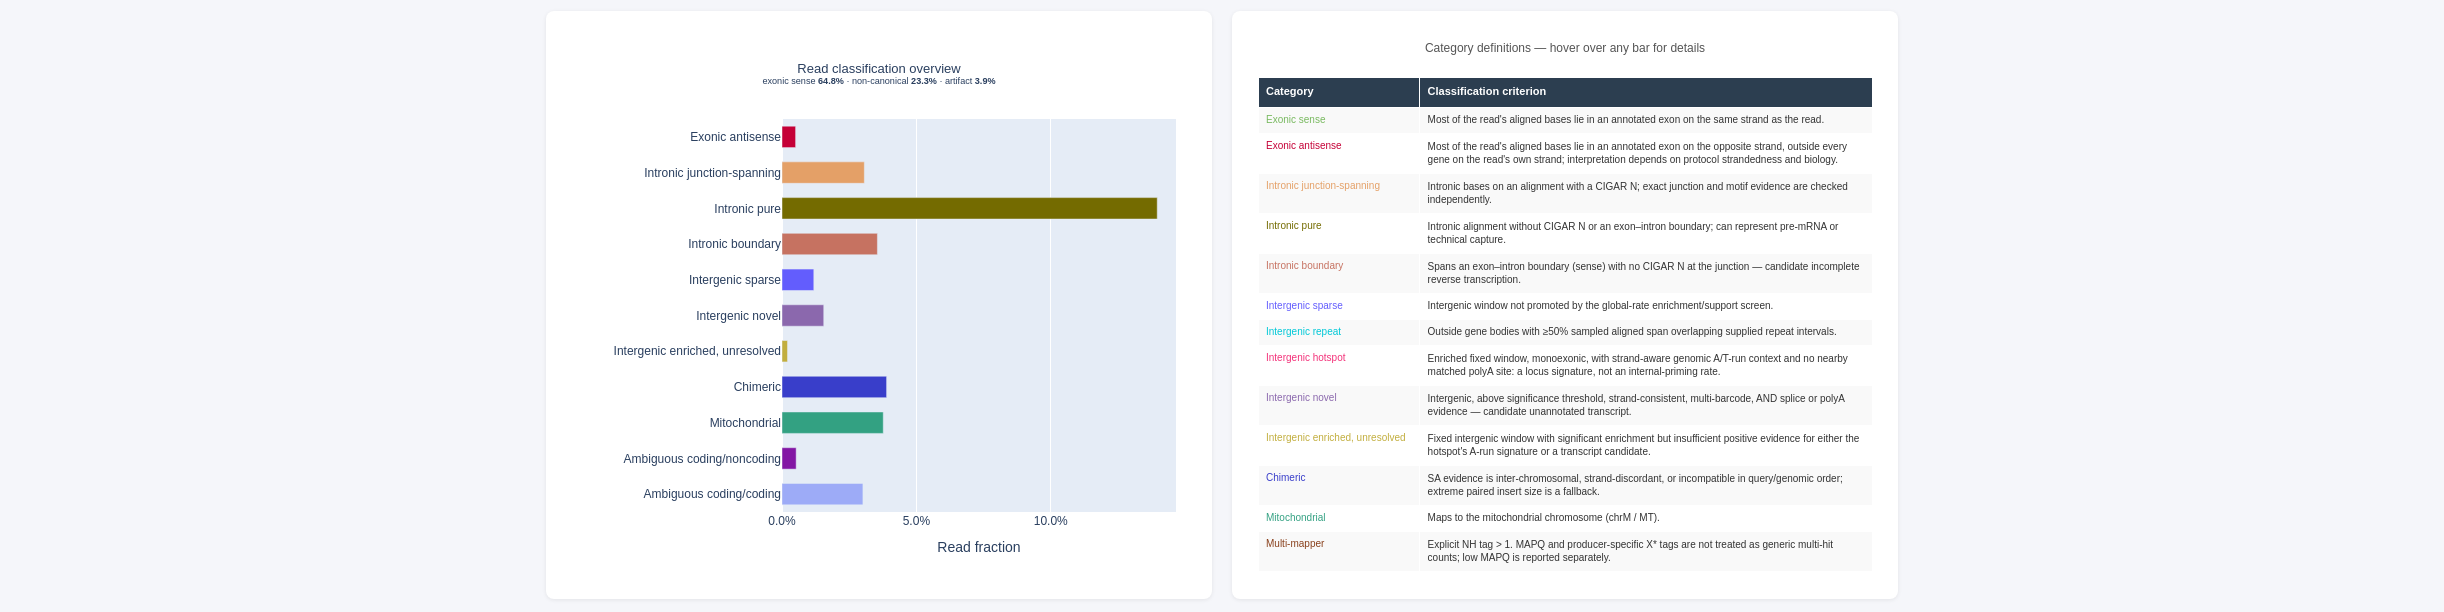 Read classification overview
exonic sense 64.8% · non-canonical 23.3% · artifact 3.9%
Exonic antisense
Intronic junction-spanning
Intronic pure
Intronic boundary
Intergenic sparse
Intergenic novel
Intergenic enriched, unresolved
Chimeric
Mitochondrial
Ambiguous coding/noncoding
Ambiguous coding/coding
0.0% 5.0% 10.0%
Read fraction
Category definitions — hover over any bar for details
Category Classification criterion
Exonic sense Most of the read's aligned bases lie in an annotated exon on the same strand as the read.
Exonic antisense Most of the read's aligned bases lie in an annotated exon on the opposite strand, outside every
gene on the read's own strand; interpretation depends on protocol strandedness and biology.
Intronic junction-spanning Intronic bases on an alignment with a CIGAR N; exact junction and motif evidence are checked
independently.
Intronic pure Intronic alignment without CIGAR N or an exon–intron boundary; can represent pre-mRNA or
technical capture.
Intronic boundary Spans an exon–intron boundary (sense) with no CIGAR N at the junction — candidate incomplete
reverse transcription.
Intergenic sparse Intergenic window not promoted by the global-rate enrichment/support screen.
Intergenic repeat Outside gene bodies with ≥50% sampled aligned span overlapping supplied repeat intervals.
Intergenic hotspot Enriched fixed window, monoexonic, with strand-aware genomic A/T-run context and no nearby
matched polyA site: a locus signature, not an internal-priming rate.
Intergenic novel Intergenic, above significance threshold, strand-consistent, multi-barcode, AND splice or polyA
evidence — candidate unannotated transcript.
Intergenic enriched, unresolved Fixed intergenic window with significant enrichment but insufficient positive evidence for either the
hotspot's A-run signature or a transcript candidate.
Chimeric SA evidence is inter-chromosomal, strand-discordant, or incompatible in query/genomic order;
extreme paired insert size is a fallback.
Mitochondrial Maps to the mitochondrial chromosome (chrM / MT).
Multi-mapper Explicit NH tag > 1. MAPQ and producer-specific X* tags are not treated as generic multi-hit
counts; low MAPQ is reported separately.